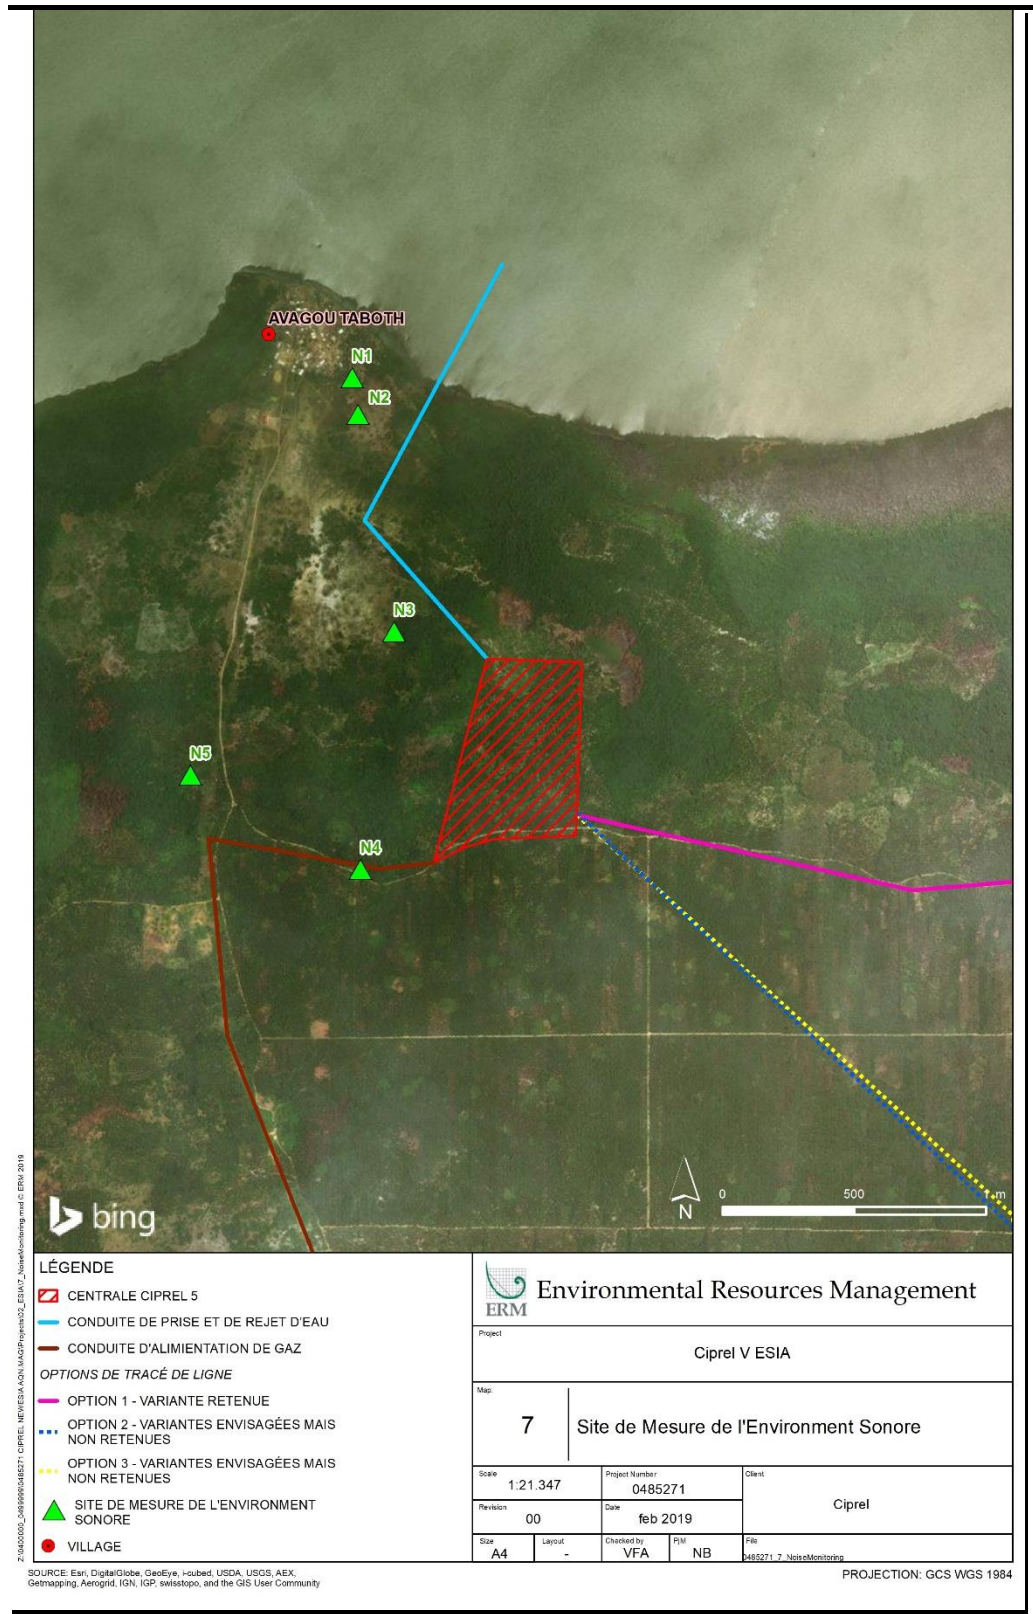 AVAGOU TABOTH
N1
N2
N3
N5
N4
bing
N
0
500
m
LÉGENDE
CENTRALE CIPREL 5
CONDUITE DE PRISE ET DE REJET D'EAU
CONDUITE D'ALIMIENTATION DE GAZ
OPTIONS DE TRACÉ DE LIGNE
OPTION 1 - VARIANTE RETENUE
OPTION 2 - VARIANTES ENVISAGÉES MAIS
NON RETENUES
OPTION 3 - VARIANTES ENVISAGÉES MAIS
NON RETENUES
SITE DE MESURE DE L'ENVIRONMENT
SONORE
VILLAGE
ERM
Environmental Resources Management
Project
Ciprel V ESIA
Map:
7
Site de Mesure de l'Environment Sonore
Scale
1:21.347
Project Number
0485271
Client
Ciprel
Revision
00
Date
feb 2019
Size
A4
Layout
-
Checked by
VFA
PjM
NB
File
0485271_7_NoiseMonitoring
SOURCE: Esri, DigitalGlobe, GeoEye, i-cubed, USDA, USGS, AEX,
Getmapping, Aerogrid, IGN, IGP, swisstopo, and the GIS User Community
PROJECTION: GCS WGS 1984